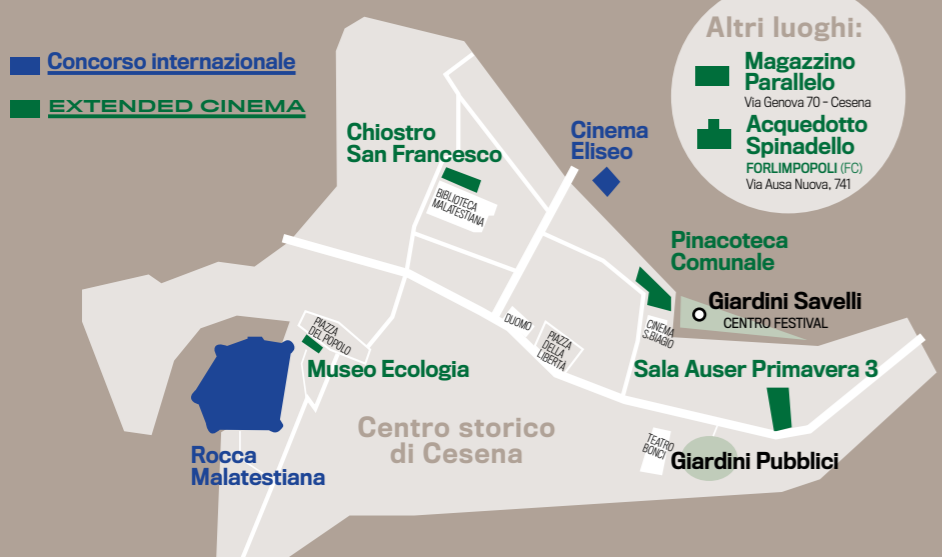 Concorso internazionale
EXTENDED CINEMA
Altri luoghi:
Magazzino
Parallelo
Via Genova 70 - Cesena
Acquedotto
Spinadello
FORLIMPOPOLI (FC)
Via Ausa Nuova, 741
Chiostro
San Francesco
BIBLIOTECA
MALATESTIANA
Cinema
Eliseo
Pinacoteca
Comunale
Giardini Savelli
CENTRO FESTIVAL
CINEMA
S.BIAGIO
DUOMO
PIAZZA
DELLA
LIBERTÀ
PIAZZA
DEL POPOLO
Museo Ecologia
Sala Auser Primavera 3
Centro storico
di Cesena
Rocca
Malatestiana
TEATRO
BONCI
Giardini Pubblici